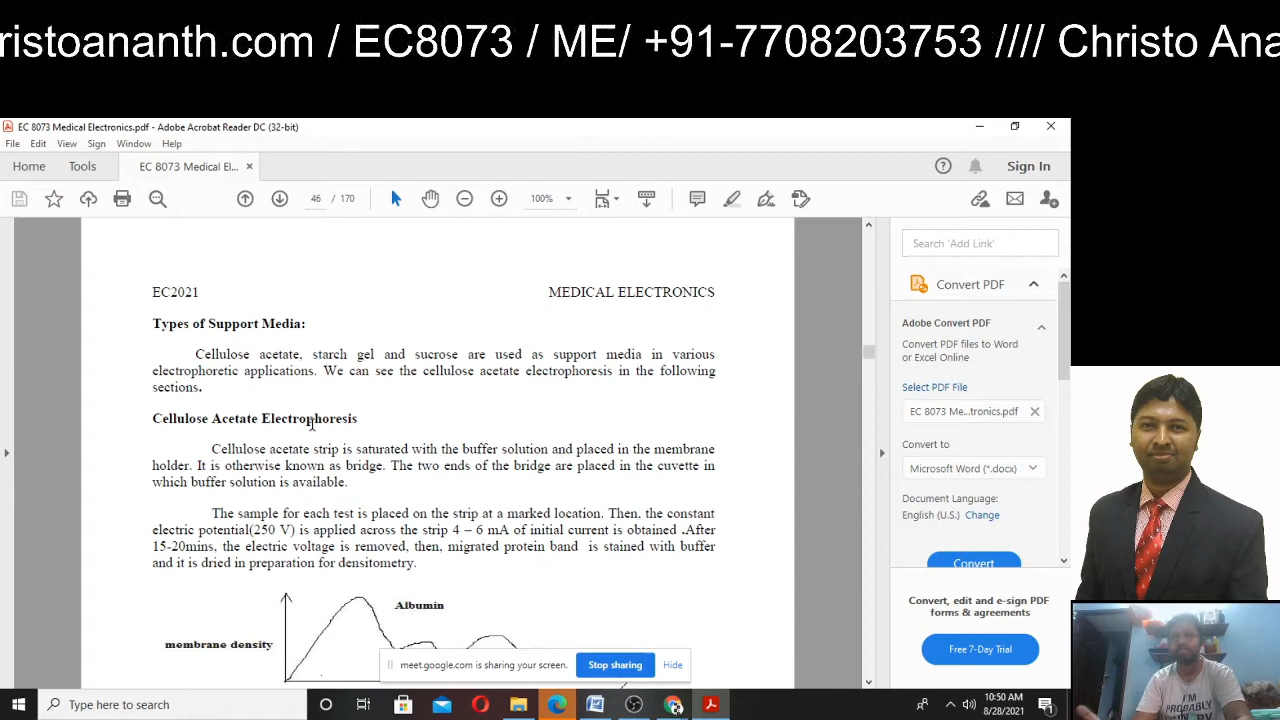 ristoananth.com / EC8073 / ME/ +91-7708203753 //// Christo Ana
EC 8073 Medical Electronics.pdf - Adobe Acrobat Reader DC (32-bit)
File Edit View Sign Window Help
Home Tools EC 8073 Medical El... × Sign In
46 / 170 100%
EC2021 MEDICAL ELECTRONICS
Types of Support Media:
Cellulose acetate, starch gel and sucrose are used as support media in various
electrophoretic applications. We can see the cellulose acetate electrophoresis in the following
sections.
Cellulose Acetate Electrophoresis
Cellulose acetate strip is saturated with the buffer solution and placed in the membrane
holder. It is otherwise known as bridge. The two ends of the bridge are placed in the cuvette in
which buffer solution is available.
The sample for each test is placed on the strip at a marked location. Then, the constant
electric potential(250 V) is applied across the strip 4 – 6 mA of initial current is obtained .After
15-20mins, the electric voltage is removed, then, migrated protein band is stained with buffer
and it is dried in preparation for densitometry.
Albumin
membrane density
Search 'Add Link'
Convert PDF
Adobe Convert PDF
Convert PDF files to Word
or Excel Online
Select PDF File
EC 8073 Me...tronics.pdf
Convert to
Microsoft Word (*.docx)
Document Language:
English (U.S.) Change
Convert
Convert, edit and e-sign PDF
forms & agreements
Free 7-Day Trial
meet.google.com is sharing your screen. Stop sharing Hide
I'M
PROBABLY
Type here to search
10:50 AM
8/28/2021